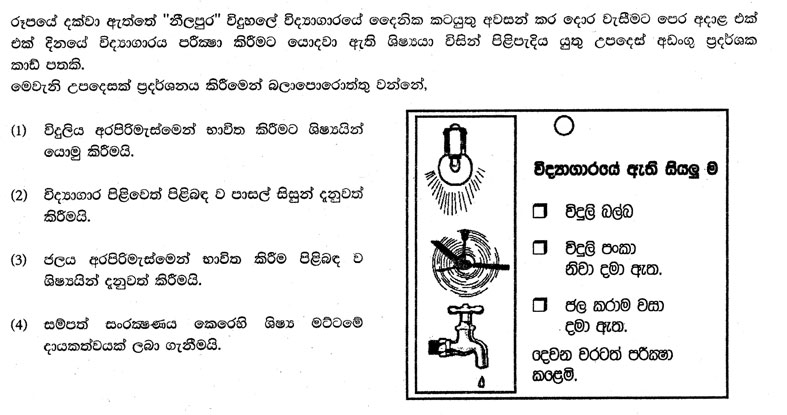 රූපයේ දක්වා ඇත්තේ "නීලපුර" විදුහලේ විද්‍යාගාරයේ දෛනික කටයුතු අවසන් කර දොර වැසීමට පෙර අදාළ එක්
එක් දිනයේ විද්‍යාගාරය පරීක්‍ෂා කිරීමට යොදවා ඇති ශිෂ්‍යයා විසින් පිළිපැදිය යුතු උපදෙස් අඩංගු ප්‍රදර්ශක
කාඩ් පතකි.
මෙවැනි උපදෙසක් ප්‍රදර්ශනය කිරීමෙන් බලාපොරොත්තු වන්නේ,
(1) විදුලිය අරපිරිමැස්මෙන් භාවිත කිරීමට ශිෂ්‍යයින්
යොමු කිරීමයි.
(2) විද්‍යාගාර පිළිවෙත් පිළිබඳ ව පාසල් සිසුන් දැනුවත්
කිරීමයි.
(3) ජලය අරපිරිමැස්මෙන් භාවිත කිරීම පිළිබඳ ව
ශිෂ්‍යයින් දැනුවත් කිරීමයි.
(4) සම්පත් සංරක්‍ෂණය කෙරෙහි ශිෂ්‍ය මට්ටමේ
දායකත්වයක් ලබා ගැනීමයි.
විද්‍යාගාරයේ ඇති සියලු ම
විදුලි බල්බ
විදුලි පංකා
නිවා දමා ඇත.
ජල කරාම වසා
දමා ඇත.
දෙවන වරටත් පරීක්‍ෂා
කළෙමි.